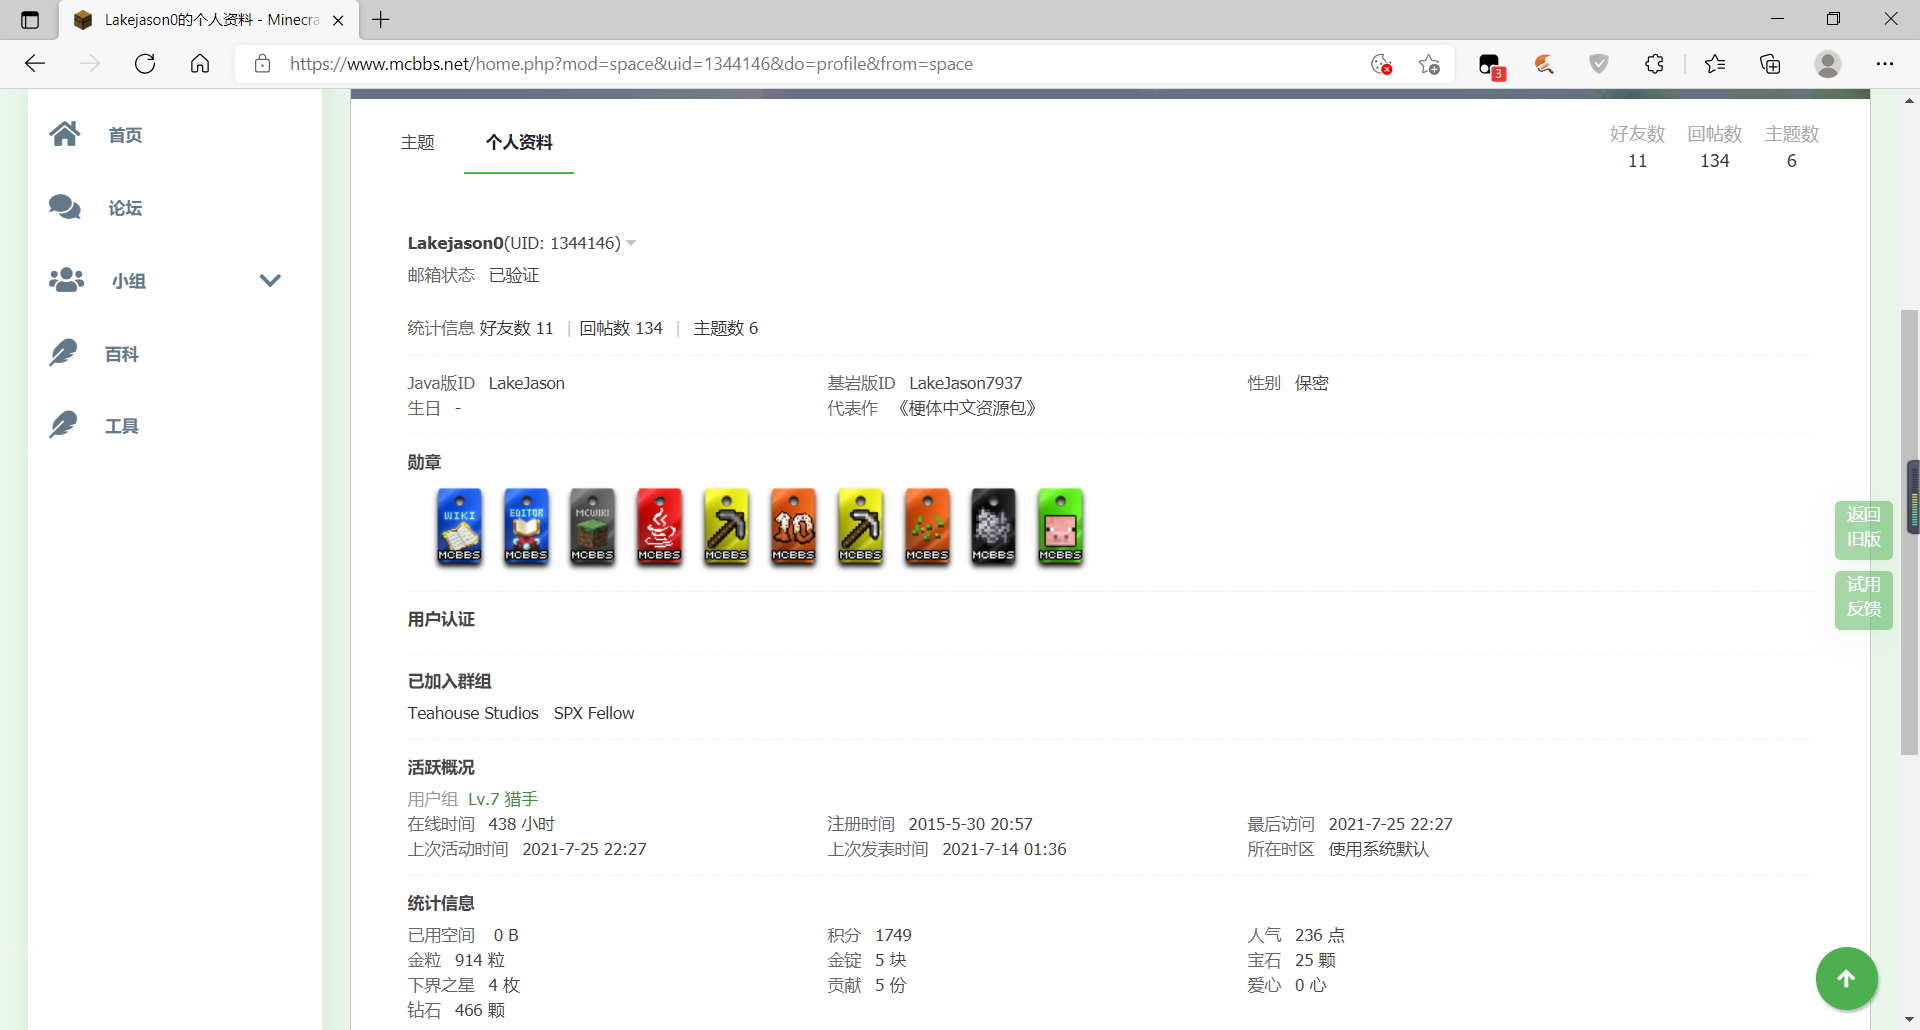 Lakejason0的个人资料 - Minecra
https://www.mcbbs.net/home.php?mod=space&uid=1344146&do=profile&from=space
3
首页
论坛
小组
百科
工具
主题 个人资料
好友数 回帖数 主题数
11 134 6
Lakejason0(UID: 1344146)
邮箱状态 已验证
统计信息 好友数 11 | 回帖数 134 | 主题数 6
Java版ID LakeJason 基岩版ID LakeJason7937 性别 保密
生日 - 代表作 《梗体中文资源包》
勋章
WIKI EDITOR MCWIKI 10
MCBBS MCBBS MCBBS MCBBS MCBBS MCBBS MCBBS MCBBS MCBBS MCBBS
返回
旧版
试用
反馈
用户认证
已加入群组
Teahouse Studios SPX Fellow
活跃概况
用户组 Lv.7 猎手
在线时间 438 小时 注册时间 2015-5-30 20:57 最后访问 2021-7-25 22:27
上次活动时间 2021-7-25 22:27 上次发表时间 2021-7-14 01:36 所在时区 使用系统默认
统计信息
已用空间 0 B 积分 1749 人气 236 点
金粒 914 粒 金锭 5 块 宝石 25 颗
下界之星 4 枚 贡献 5 份 爱心 0 心
钻石 466 颗